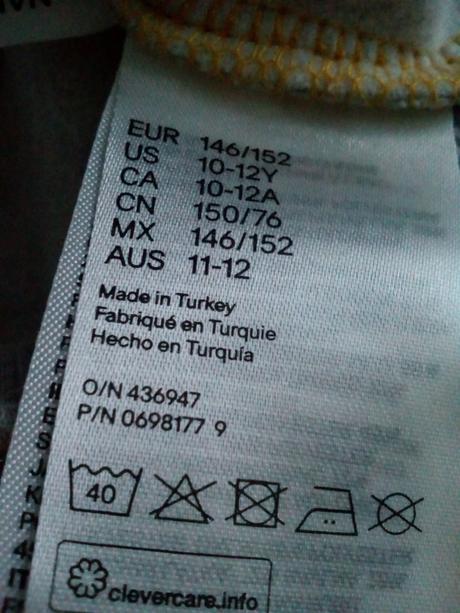 EUR 146/152
US 10-12Y
CA 10-12A
CN 150/76
MX 146/152
AUS 11-12
Made in Turkey
Fabriqué en Turquie
Hecho en Turquía
O/N 436947
P/N 0698177 9
40
clevercare.info